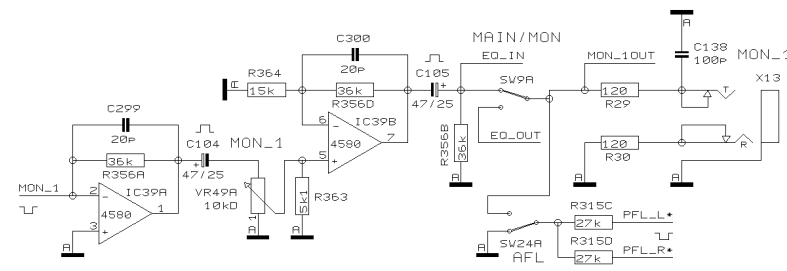 C300
20p
R364
15k
A
36k
R356D
C105
+
47/25
MAIN/MON
EQ_IN
SW9A
EQ_OUT
R356B
36k
A
MON_1OUT
120
R29
A
C138
100p
MON_1
X13
T
120
R30
R
A
A
C299
20p
36k
R356A
C104
+
47/25
MON_1
MON_1
2
-
IC39A
4580
1
3
+
A
VR49A
10kD
1
A
6
-
IC39B
4580
7
5
+
5k1
R363
A
SW24A
AFL
A
R315C
27k
PFL_L*
R315D
27k
PFL_R*